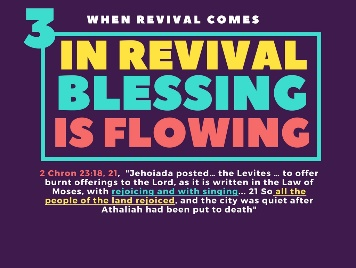 3
WHEN REVIVAL COMES
IN REVIVAL
BLESSING
IS FLOWING
2 Chron 23:18, 21, "Jehoiada posted... the Levites ... to offer
burnt offerings to the Lord, as it is written in the Law of
Moses, with rejoicing and with singing... 21 So all the
people of the land rejoiced, and the city was quiet after
Athaliah had been put to death"